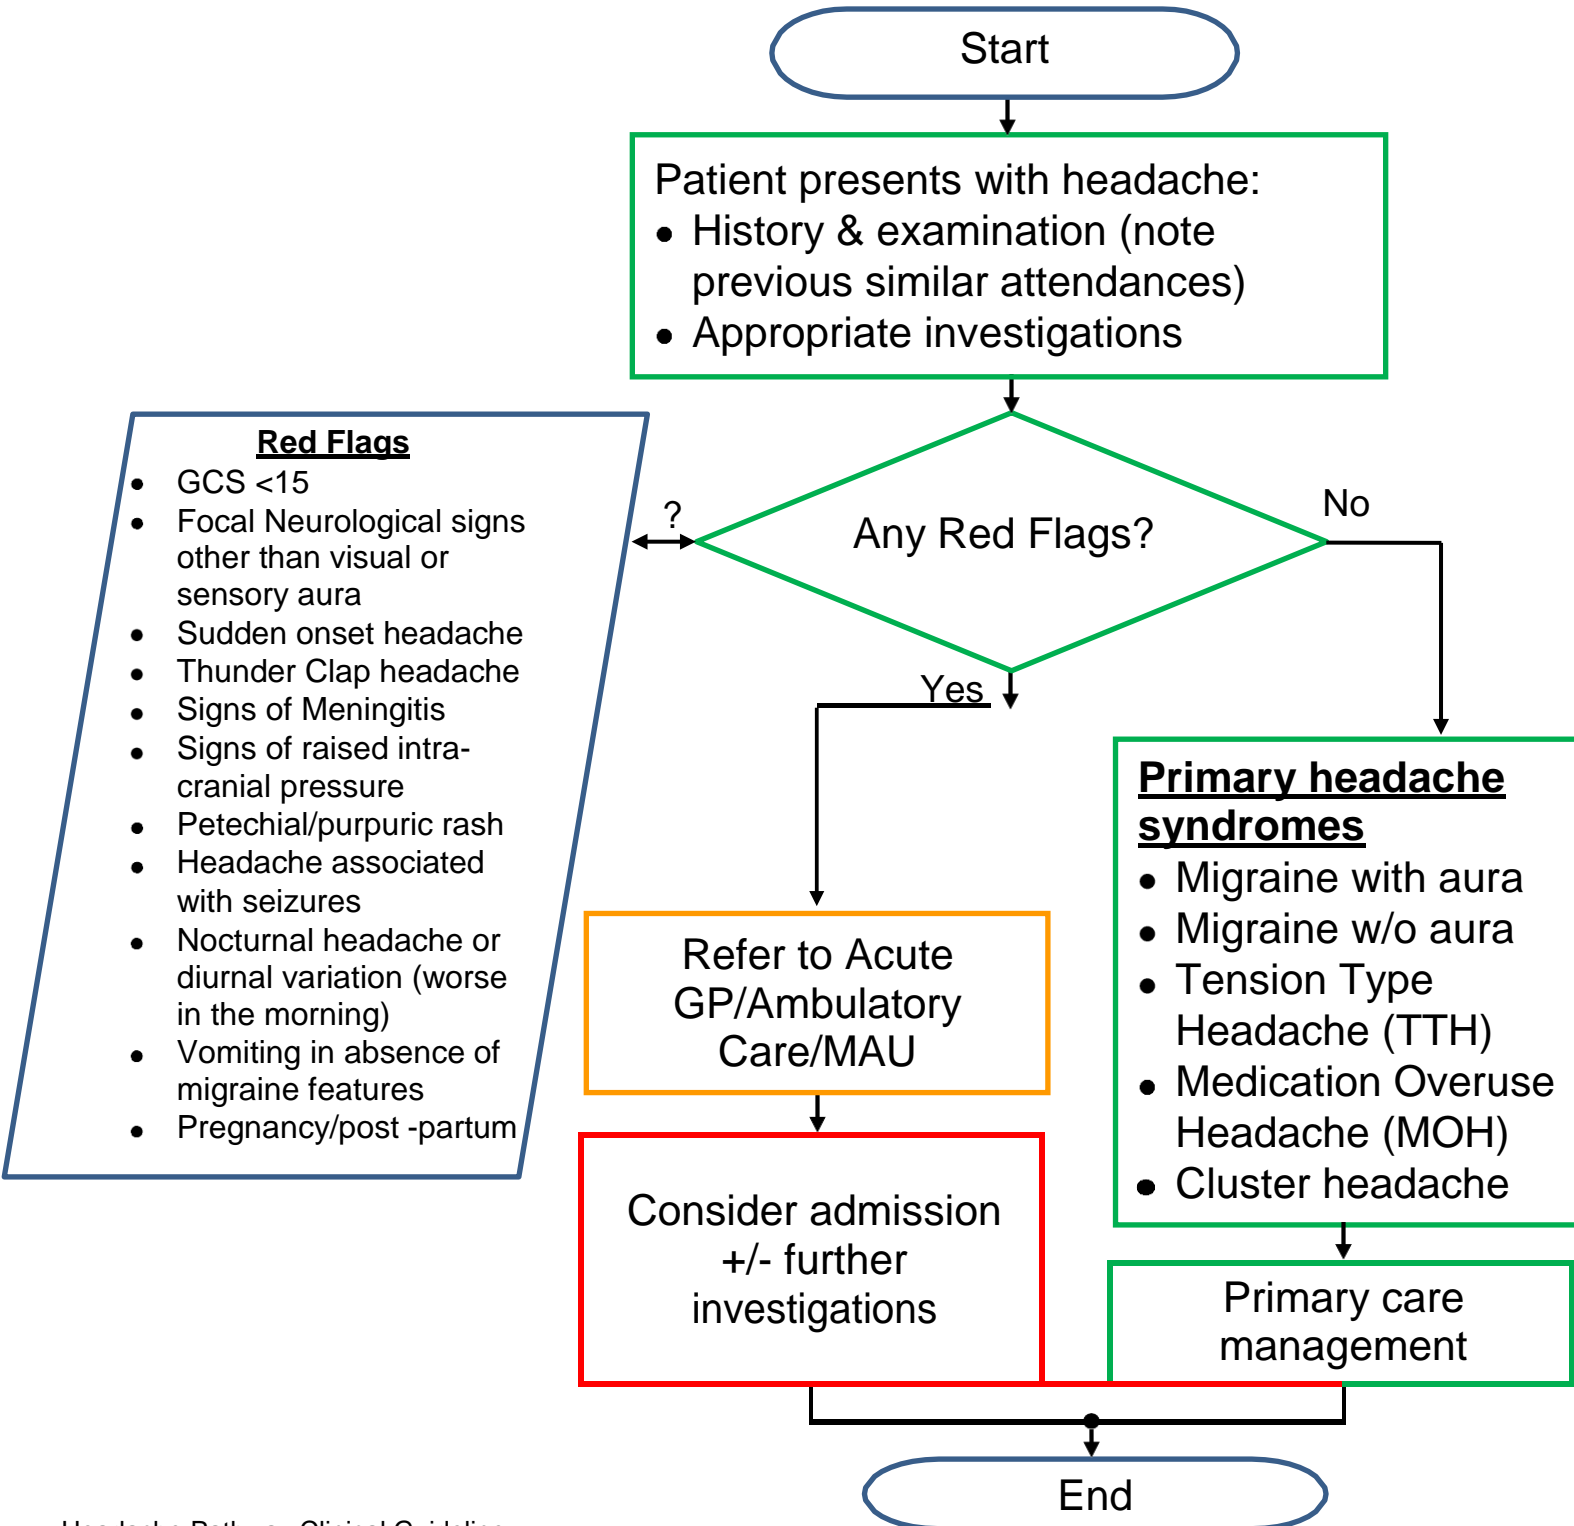 Start
Patient presents with headache:
● History & examination (note
previous similar attendances)
● Appropriate investigations
Red Flags
● GCS <15
● Focal Neurological signs
other than visual or
sensory aura
● Sudden onset headache
● Thunder Clap headache
● Signs of Meningitis
● Signs of raised intra-
cranial pressure
● Petechial/purpuric rash
● Headache associated
with seizures
● Nocturnal headache or
diurnal variation (worse
in the morning)
● Vomiting in absence of
migraine features
● Pregnancy/post -partum
?
Any Red Flags?
No
Yes
Refer to Acute
GP/Ambulatory
Care/MAU
Consider admission
+/- further
investigations
Primary headache
syndromes
● Migraine with aura
● Migraine w/o aura
● Tension Type
Headache (TTH)
● Medication Overuse
Headache (MOH)
● Cluster headache
Primary care
management
End
Headache Pathway Clinical Guideline